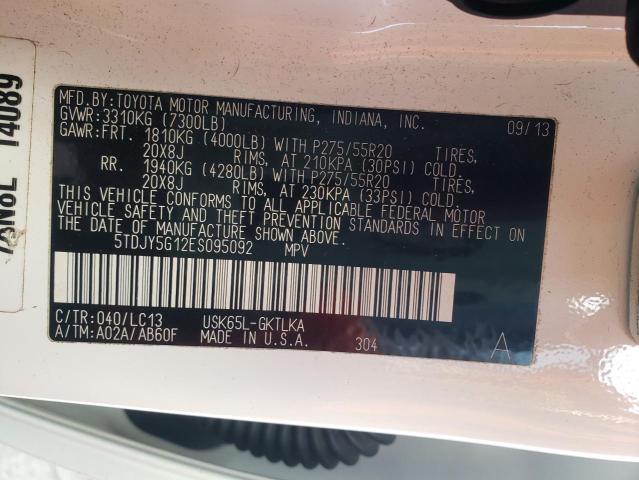 MFD.BY:TOYOTA MOTOR MANUFACTURING, INDIANA, INC.
GVWR:3310KG (7300LB) 09/13
GAWR:FRT. 1810KG (4000LB) WITH P275/55R20 TIRES,
20X8J RIMS, AT 210KPA (30PSI) COLD.
RR. 1940KG (4280LB) WITH P275/55R20 TIRES,
20X8J RIMS, AT 230KPA (33PSI) COLD.
THIS VEHICLE CONFORMS TO ALL APPLICABLE FEDERAL MOTOR
VEHICLE SAFETY AND THEFT PREVENTION STANDARDS IN EFFECT ON
THE DATE OF MANUFACTURE SHOWN ABOVE.
5TDJY5G12ES095092 MPV
C/TR:040/LC13 USK65L-GKTLKA
A/TM:A02A/AB60F MADE IN U.S.A. 304 A
14089